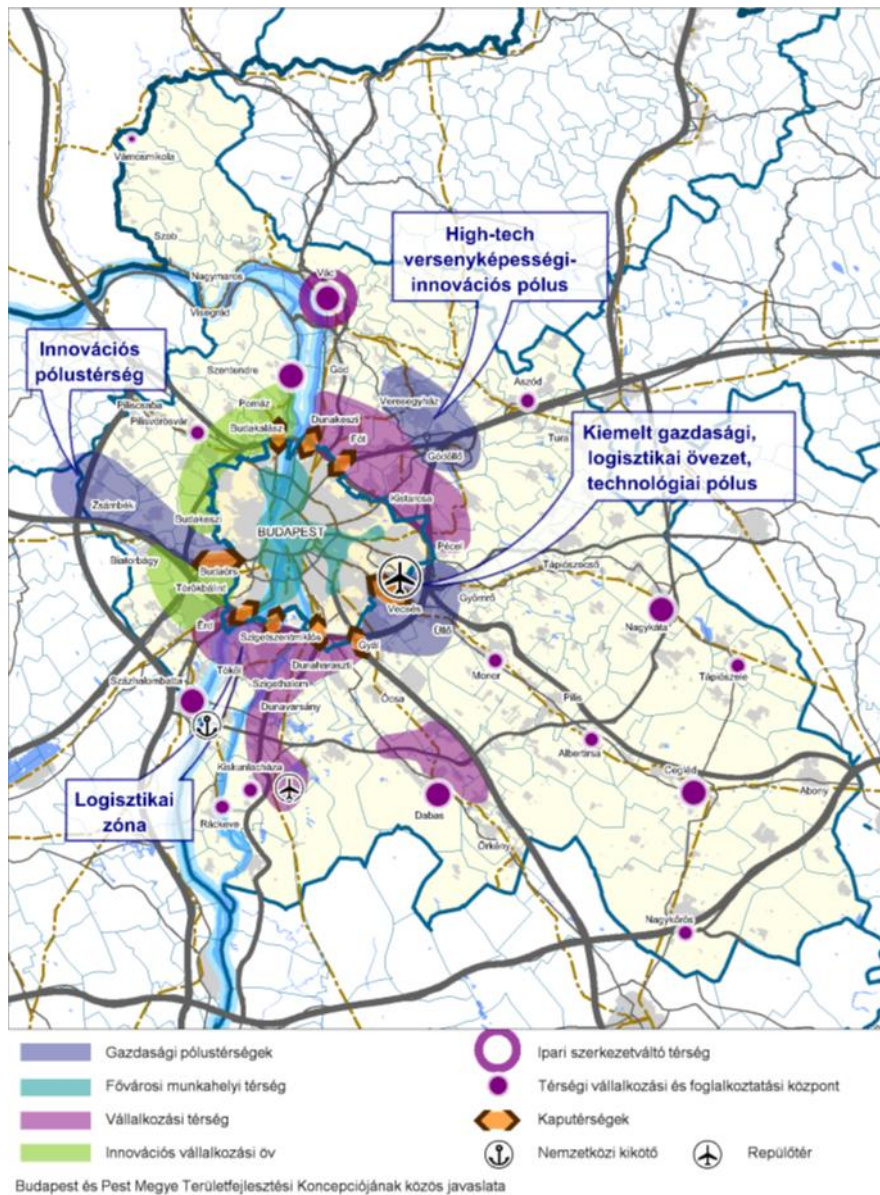 Vámosmikola
Szob
Nagymaros
Visegrád
Vác
High-tech
versenyképességi-
innovációs pólus
Innovációs
pólustérség
Szentendre
Göd
Veresegyház
Aszód
Piliscsaba
Pilisvörösvár
Pomáz
Budakalász
Dunakeszi
Fót
Tura
Gödöllő
Kiemelt gazdasági,
logisztikai övezet,
technológiai pólus
Zsámbék
Kistarcsa
Budakeszi
BUDAPEST
Pécel
Biatorbágy
Budaörs
Törökbálint
Tápiószecső
Gyömrő
Vecsés
Nagykáta
Érd
Szigetszentmiklós
Gyál
Üllő
Dunaharaszti
Tököl
Szigethalom
Monor
Tápiószele
Százhalombatta
Dunavarsány
Ócsa
Pilis
Albertirsa
Kiskunlacháza
Cegléd
Abony
Logisztikai
zóna
Ráckeve
Dabas
Örkény
Nagykőrös
Gazdasági pólustérségek
Fővárosi munkahelyi térség
Vállalkozási térség
Innovációs vállalkozási öv
Ipari szerkezetváltó térség
Térségi vállalkozási és foglalkoztatási központ
Kaputérségek
Nemzetközi kikötő
Repülőtér
Budapest és Pest Megye Területfejlesztési Koncepciójának közös javaslata